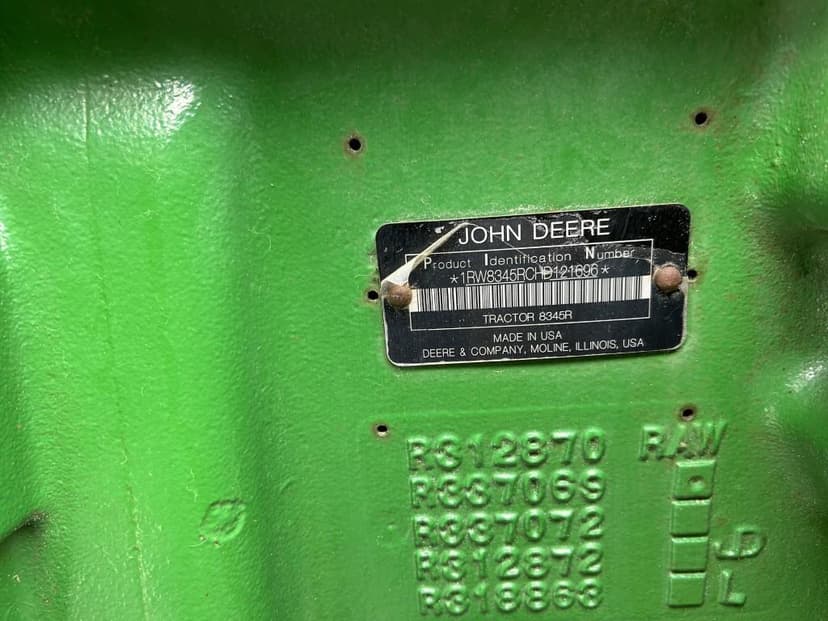 JOHN DEERE
Product Identification Number
*1RW8345RCHD121696*
TRACTOR 8345R
MADE IN USA
DEERE & COMPANY, MOLINE, ILLINOIS, USA
R312870 RAW
R337069
R337072
R312872 JD
R318863 L